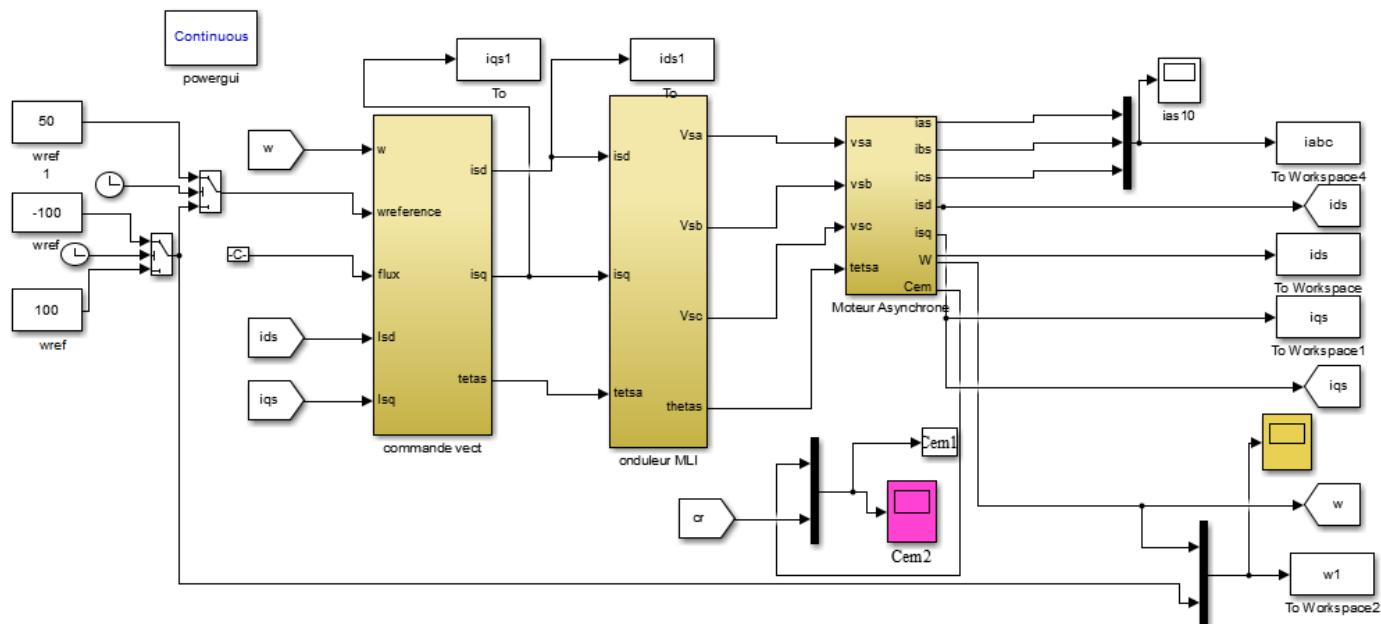 Continuous
powergui
iqs1
To
ids1
To
ias10
50
wref
1
-100
wref
100
wref
w
-C-
ids
iqs
w
wreference
flux
Isd
Isq
isd
isq
tetas
commande vect
isd
isq
tetsa
Vsa
Vsb
Vsc
thetas
onduleur MLI
vsa
vsb
vsc
tetsa
ias
ibs
ics
isd
isq
W
Cem
Moteur Asynchrone
iabc
To Workspace4
ids
ids
To Workspace
iqs
To Workspace1
iqs
cr
Cem1
Cem2
w
w1
To Workspace2